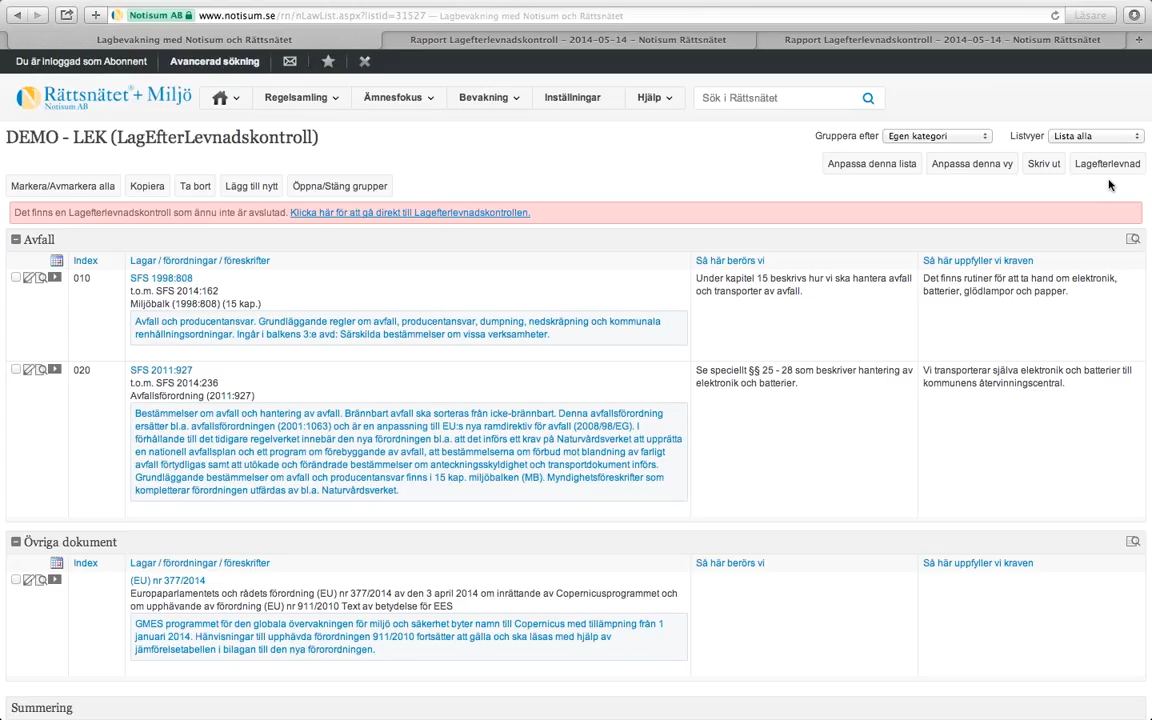 Notisum AB www.notisum.se/rn/nLawList.aspx?listid=31527 — Lagbevakning med Notisum och Rättsnätet Läsare
Lagbevakning med Notisum och Rättsnätet Rapport Lagefterlevnadskontroll – 2014-05-14 – Notisum Rättsnätet Rapport Lagefterlevnadskontroll – 2014-05-14 – Notisum Rättsnätet
Du är inloggad som Abonnent Avancerad sökning
Rättsnätet®+ Miljö
Notisum AB
Regelsamling Ämnesfokus Bevakning Inställningar Hjälp Sök i Rättsnätet
DEMO - LEK (LagEfterLevnadskontroll)
Gruppera efter Egen kategori Listvyer Lista alla
Anpassa denna lista Anpassa denna vy Skriv ut Lagefterlevnad
Markera/Avmarkera alla Kopiera Ta bort Lägg till nytt Öppna/Stäng grupper
Det finns en Lagefterlevnadskontroll som ännu inte är avslutad. Klicka här för att gå direkt till Lagefterlevnadskontrollen.
Avfall
Index Lagar / förordningar / föreskrifter Så här berörs vi Så här uppfyller vi kraven
010 SFS 1998:808
t.o.m. SFS 2014:162
Miljöbalk (1998:808) (15 kap.)
Avfall och producentansvar. Grundläggande regler om avfall, producentansvar, dumpning, nedskräpning och kommunala
renhållningsordningar. Ingår i balkens 3:e avd: Särskilda bestämmelser om vissa verksamheter.
Under kapitel 15 beskrivs hur vi ska hantera avfall
och transporter av avfall.
Det finns rutiner för att ta hand om elektronik,
batterier, glödlampor och papper.
020 SFS 2011:927
t.o.m. SFS 2014:236
Avfallsförordning (2011:927)
Bestämmelser om avfall och hantering av avfall. Brännbart avfall ska sorteras från icke-brännbart. Denna avfallsförordning
ersätter bl.a. avfallsförordningen (2001:1063) och är en anpassning till EU:s nya ramdirektiv för avfall (2008/98/EG). I
förhållande till det tidigare regelverket innebär den nya förordningen bl.a. att det införs ett krav på Naturvårdsverket att upprätta
en nationell avfallsplan och ett program om förebyggande av avfall, att bestämmelserna om förbud mot blandning av farligt
avfall förtydligas samt att utökade och förändrade bestämmelser om anteckningsskyldighet och transportdokument införs.
Grundläggande bestämmelser om avfall och producentansvar finns i 15 kap. miljöbalken (MB). Myndighetsföreskrifter som
kompletterar förordningen utfärdas av bl.a. Naturvårdsverket.
Se speciellt §§ 25 - 28 som beskriver hantering av
elektronik och batterier.
Vi transporterar själva elektronik och batterier till
kommunens återvinningscentral.
Övriga dokument
Index Lagar / förordningar / föreskrifter Så här berörs vi Så här uppfyller vi kraven
(EU) nr 377/2014
Europaparlamentets och rådets förordning (EU) nr 377/2014 av den 3 april 2014 om inrättande av Copernicusprogrammet och
om upphävande av förordning (EU) nr 911/2010 Text av betydelse för EES
GMES programmet för den globala övervakningen för miljö och säkerhet byter namn till Copernicus med tillämpning från 1
januari 2014. Hänvisningar till upphävda förordningen 911/2010 fortsätter att gälla och ska läsas med hjälp av
jämförelsetabellen i bilagan till den nya förorordningen.
Summering